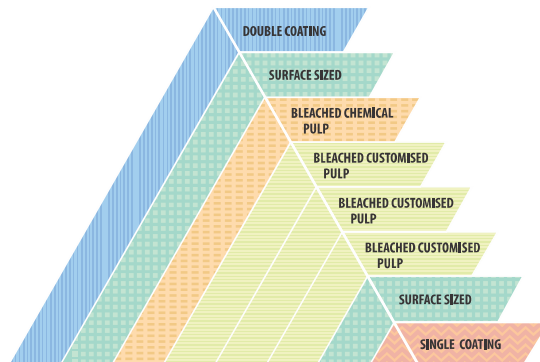 DOUBLE COATING
SURFACE SIZED
BLEACHED CHEMICAL
PULP
BLEACHED CUSTOMISED
PULP
BLEACHED CUSTOMISED
PULP
BLEACHED CUSTOMISED
PULP
SURFACE SIZED
SINGLE COATING